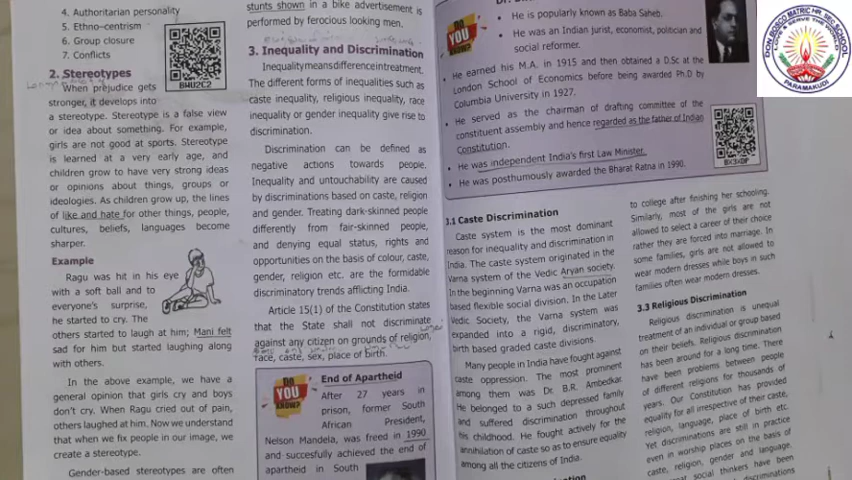 4. Authoritarian personality
5. Ethno–centrism
6. Group closure
7. Conflicts
BWU2C2
2. Stereotypes
When prejudice gets
stronger, it develops into
a stereotype. Stereotype is a false view
or idea about something. For example,
girls are not good at sports. Stereotype
is learned at a very early age, and
children grow to have very strong ideas
or opinions about things, groups or
ideologies. As children grow up, the lines
of like and hate for other things, people,
cultures, beliefs, languages become
sharper.
Example
Ragu was hit in his eye
with a soft ball and to
everyone's surprise,
he started to cry. The
others started to laugh at him; Mani felt
sad for him but started laughing along
with others.
In the above example, we have a
general opinion that girls cry and boys
don't cry. When Ragu cried out of pain,
others laughed at him. Now we understand
that when we fix people in our image, we
create a stereotype.
Gender-based stereotypes are often
stunts shown in a bike advertisement is
performed by ferocious looking men.
3. Inequality and Discrimination
Inequality means difference in treatment.
The different forms of inequalities such as
caste inequality, religious inequality, race
inequality or gender inequality give rise to
discrimination.
Discrimination can be defined as
negative actions towards people.
Inequality and untouchability are caused
by discriminations based on caste, religion
and gender. Treating dark-skinned people
differently from fair-skinned people,
and denying equal status, rights and
opportunities on the basis of colour, caste,
gender, religion etc. are the formidable
discriminatory trends afflicting India.
Article 15(1) of the Constitution states
that the State shall not discriminate
against any citizen on grounds of religion,
race, caste, sex, place of birth.
DO
YOU
KNOW?
End of Apartheid
After 27 years in
prison, former South
African President,
Nelson Mandela, was freed in 1990
and succesfully achieved the end of
apartheid in South
DO
YOU
KNOW?
• He is popularly known as Baba Saheb.
• He was an Indian jurist, economist, politician and
social reformer.
• He earned his M.A. in 1915 and then obtained a D.Sc at the
London School of Economics before being awarded Ph.D by
Columbia University in 1927.
• He served as the chairman of drafting committee of the
constituent assembly and hence regarded as the father of Indian
Constitution.
• He was independent India's first Law Minister.
• He was posthumously awarded the Bharat Ratna in 1990.
3.1 Caste Discrimination
Caste system is the most dominant
reason for inequality and discrimination in
India. The caste system originated in the
Varna system of the Vedic Aryan society.
In the beginning Varna was an occupation
based flexible social division. In the Later
Vedic Society, the Varna system was
expanded into a rigid, discriminatory,
birth based graded caste divisions.
Many people in India have fought against
caste oppression. The most prominent
among them was Dr. B.R. Ambedkar.
He belonged to a such depressed family
and suffered discrimination throughout
his childhood. He fought actively for the
annihilation of caste so as to ensure equality
among all the citizens of India.
to college after finishing her schooling.
Similarly, most of the girls are not
allowed to select a career of their choice
rather they are forced into marriage. In
some families, girls are not allowed to
wear modern dresses while boys in such
families often wear modern dresses.
3.3 Religious Discrimination
Religious discrimination is unequal
treatment of an individual or group based
on their beliefs. Religious discrimination
has been around for a long time. There
have been problems between people
of different religions for thousands of
years. Our Constitution has provided
equality for all irrespective of their caste,
religion, language, place of birth etc.
Yet discriminations are still in practice
even in worship places on the basis of
caste, religion, gender and language.
social thinkers have been
discriminations
DON BOSCO MATRIC HR. SEC. SCHOOL
LOVE & SERVE THE WORLD
PARAMAKUDI